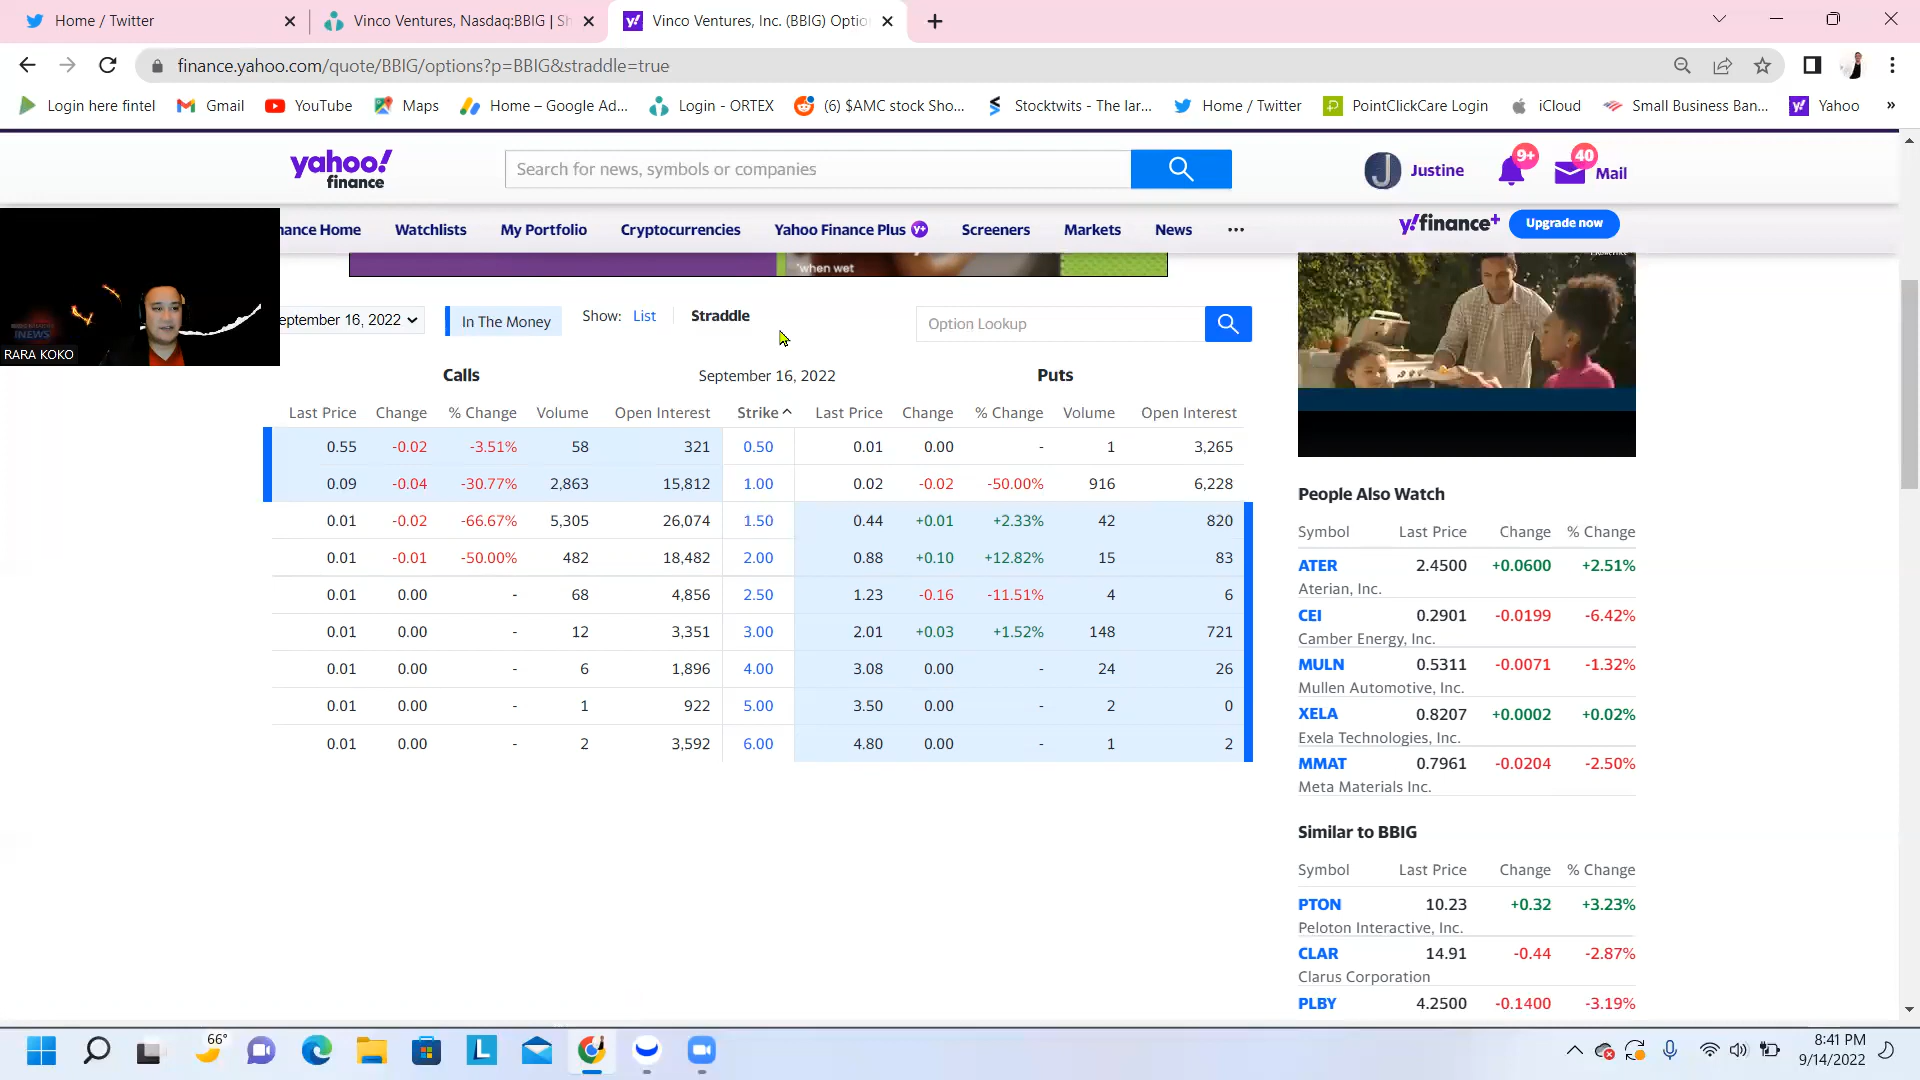 Home / Twitter
Vinco Ventures, Nasdaq:BBIG | Sh
Vinco Ventures, Inc. (BBIG) Optio
finance.yahoo.com/quote/BBIG/options?p=BBIG&straddle=true
Login here fintel
Gmail
YouTube
Maps
Home – Google Ad...
Login - ORTEX
(6) $AMC stock Sho...
Stocktwits - The lar...
Home / Twitter
PointClickCare Login
iCloud
Small Business Ban...
Yahoo
»
yahoo!
finance
Search for news, symbols or companies
J
Justine
9+
40
Mail
nance Home
Watchlists
My Portfolio
Cryptocurrencies
Yahoo Finance Plus
Screeners
Markets
News
y!finance+
Upgrade now
"when wet
NEWS
RARA KOKO
eptember 16, 2022
In The Money
Show: List
Straddle
Option Lookup
Calls
September 16, 2022
Puts
Last Price Change % Change Volume Open Interest Strike Last Price Change % Change Volume Open Interest
0.55 -0.02 -3.51% 58 321 0.50 0.01 0.00 - 1 3,265
0.09 -0.04 -30.77% 2,863 15,812 1.00 0.02 -0.02 -50.00% 916 6,228
0.01 -0.02 -66.67% 5,305 26,074 1.50 0.44 +0.01 +2.33% 42 820
0.01 -0.01 -50.00% 482 18,482 2.00 0.88 +0.10 +12.82% 15 83
0.01 0.00 - 68 4,856 2.50 1.23 -0.16 -11.51% 4 6
0.01 0.00 - 12 3,351 3.00 2.01 +0.03 +1.52% 148 721
0.01 0.00 - 6 1,896 4.00 3.08 0.00 - 24 26
0.01 0.00 - 1 922 5.00 3.50 0.00 - 2 0
0.01 0.00 - 2 3,592 6.00 4.80 0.00 - 1 2
People Also Watch
Symbol Last Price Change % Change
ATER 2.4500 +0.0600 +2.51%
Aterian, Inc.
CEI 0.2901 -0.0199 -6.42%
Camber Energy, Inc.
MULN 0.5311 -0.0071 -1.32%
Mullen Automotive, Inc.
XELA 0.8207 +0.0002 +0.02%
Exela Technologies, Inc.
MMAT 0.7961 -0.0204 -2.50%
Meta Materials Inc.
Similar to BBIG
Symbol Last Price Change % Change
PTON 10.23 +0.32 +3.23%
Peloton Interactive, Inc.
CLAR 14.91 -0.44 -2.87%
Clarus Corporation
PLBY 4.2500 -0.1400 -3.19%
66°
L
8:41 PM
9/14/2022